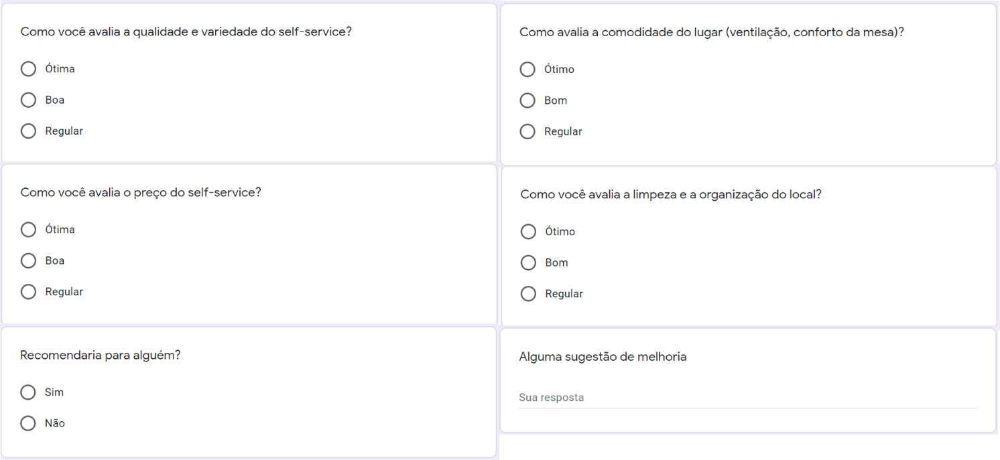 Como você avalia a qualidade e variedade do self-service?
Ótima
Boa
Regular
Como você avalia o preço do self-service?
Ótima
Boa
Regular
Recomendaria para alguém?
Sim
Não
Como avalia a comodidade do lugar (ventilação, conforto da mesa)?
Ótimo
Bom
Regular
Como você avalia a limpeza e a organização do local?
Ótimo
Bom
Regular
Alguma sugestão de melhoria
Sua resposta